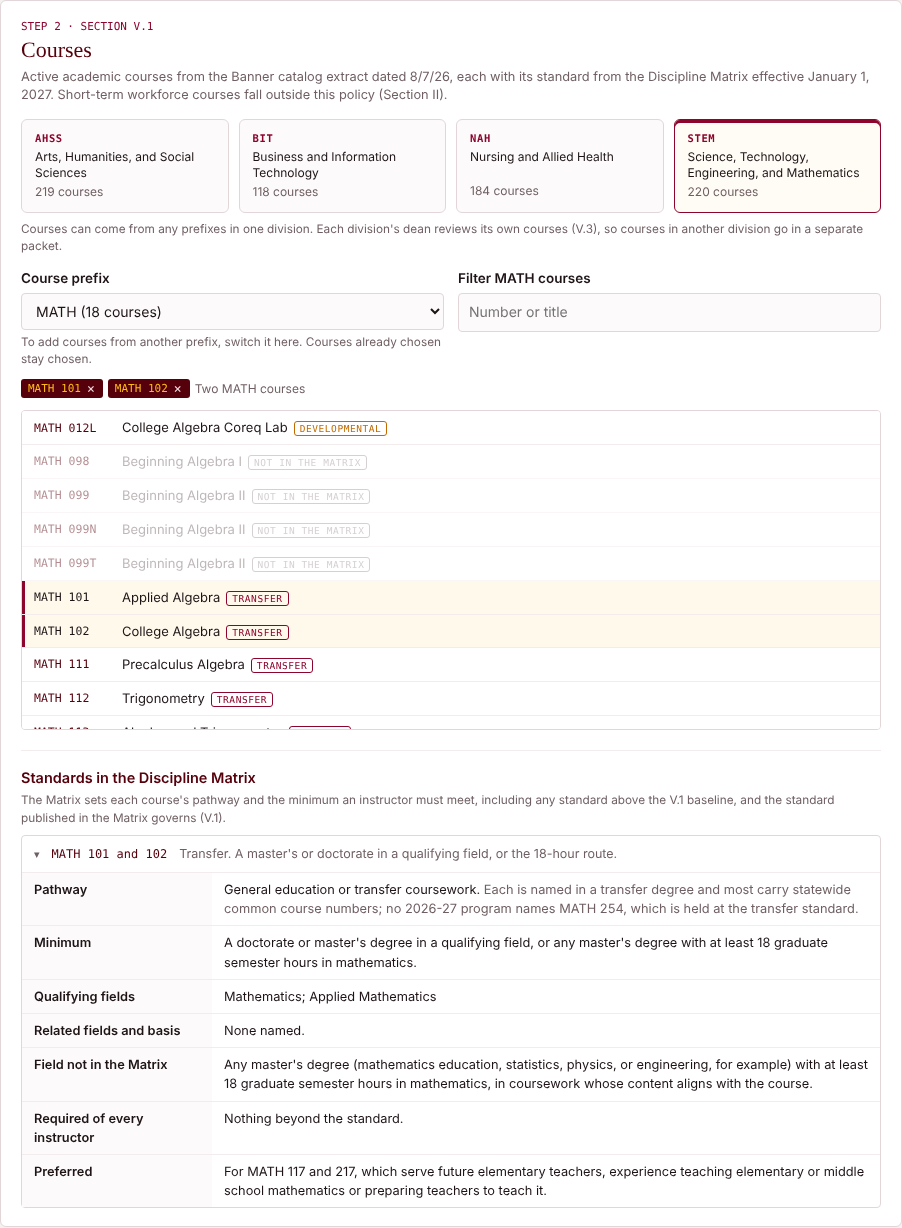 STEP 2 · SECTION V.1
Courses
Active academic courses from the Banner catalog extract dated 8/7/26, each with its standard from the Discipline Matrix effective January 1,
2027. Short-term workforce courses fall outside this policy (Section II).
AHSS
Arts, Humanities, and Social
Sciences
219 courses
BIT
Business and Information
Technology
118 courses
NAH
Nursing and Allied Health
184 courses
STEM
Science, Technology,
Engineering, and Mathematics
220 courses
Courses can come from any prefixes in one division. Each division's dean reviews its own courses (V.3), so courses in another division go in a separate
packet.
Course prefix
MATH (18 courses)
To add courses from another prefix, switch it here. Courses already chosen
stay chosen.
Filter MATH courses
Number or title
MATH 101 × MATH 102 × Two MATH courses
MATH 012L College Algebra Coreq Lab DEVELOPMENTAL
MATH 098 Beginning Algebra I NOT IN THE MATRIX
MATH 099 Beginning Algebra II NOT IN THE MATRIX
MATH 099N Beginning Algebra II NOT IN THE MATRIX
MATH 099T Beginning Algebra II NOT IN THE MATRIX
MATH 101 Applied Algebra TRANSFER
MATH 102 College Algebra TRANSFER
MATH 111 Precalculus Algebra TRANSFER
MATH 112 Trigonometry TRANSFER
Standards in the Discipline Matrix
The Matrix sets each course's pathway and the minimum an instructor must meet, including any standard above the V.1 baseline, and the standard
published in the Matrix governs (V.1).
▾ MATH 101 and 102 Transfer. A master's or doctorate in a qualifying field, or the 18-hour route.
Pathway General education or transfer coursework. Each is named in a transfer degree and most carry statewide
common course numbers; no 2026-27 program names MATH 254, which is held at the transfer standard.
Minimum A doctorate or master's degree in a qualifying field, or any master's degree with at least 18 graduate
semester hours in mathematics.
Qualifying fields Mathematics; Applied Mathematics
Related fields and basis None named.
Field not in the Matrix Any master's degree (mathematics education, statistics, physics, or engineering, for example) with at least
18 graduate semester hours in mathematics, in coursework whose content aligns with the course.
Required of every
instructor
Nothing beyond the standard.
Preferred For MATH 117 and 217, which serve future elementary teachers, experience teaching elementary or middle
school mathematics or preparing teachers to teach it.